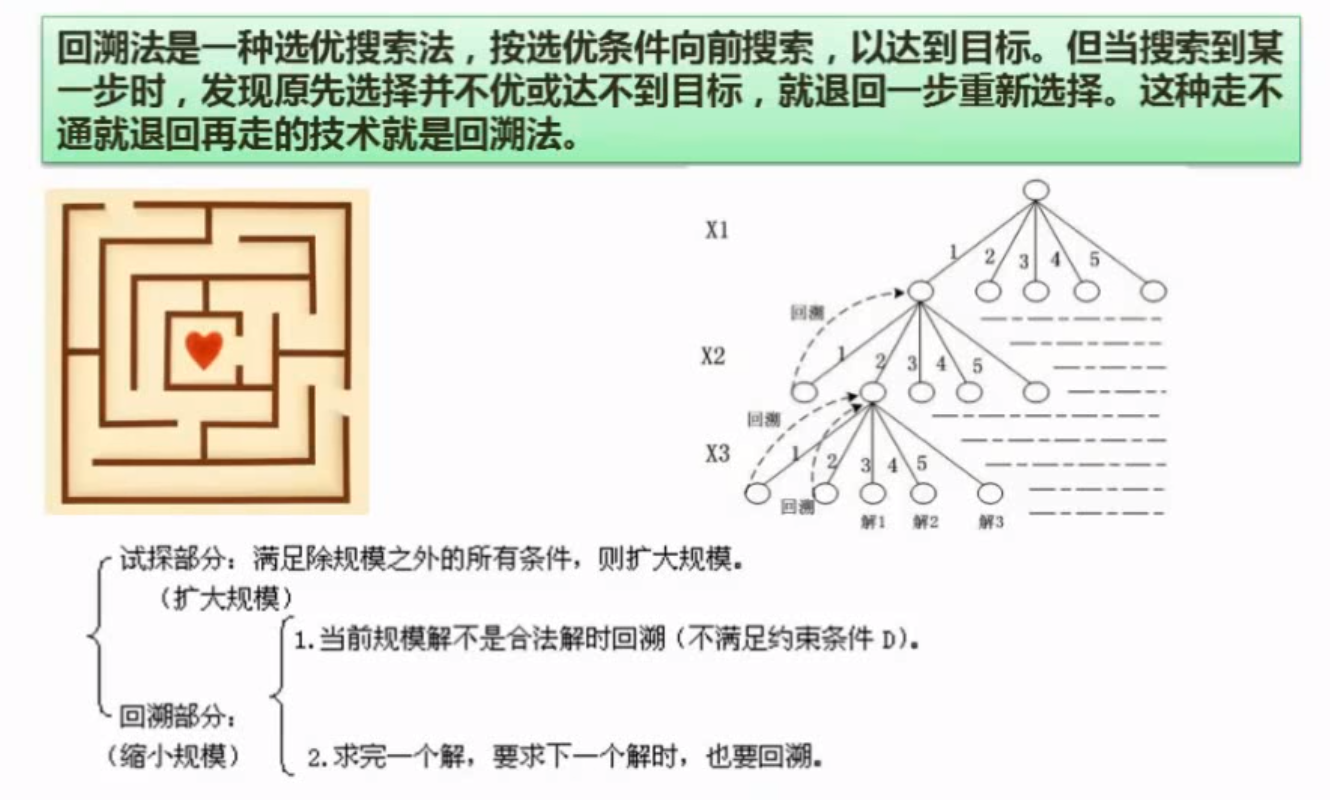 回溯法是一种选优搜索法，按选优条件向前搜索，以达到目标。但当搜索到某
一步时，发现原先选择并不优或达不到目标，就退回一步重新选择。这种走不
通就退回再走的技术就是回溯法。
X1
1 2 3 4 5
回溯
X2
1 2 3 4 5
回溯
X3
1 2 3 4 5
回溯
解1 解2 解3
试探部分：满足除规模之外的所有条件，则扩大规模。
（扩大规模）
1.当前规模解不是合法解时回溯（不满足约束条件 D）。
回溯部分：
（缩小规模）
2.求完一个解，要求下一个解时，也要回溯。